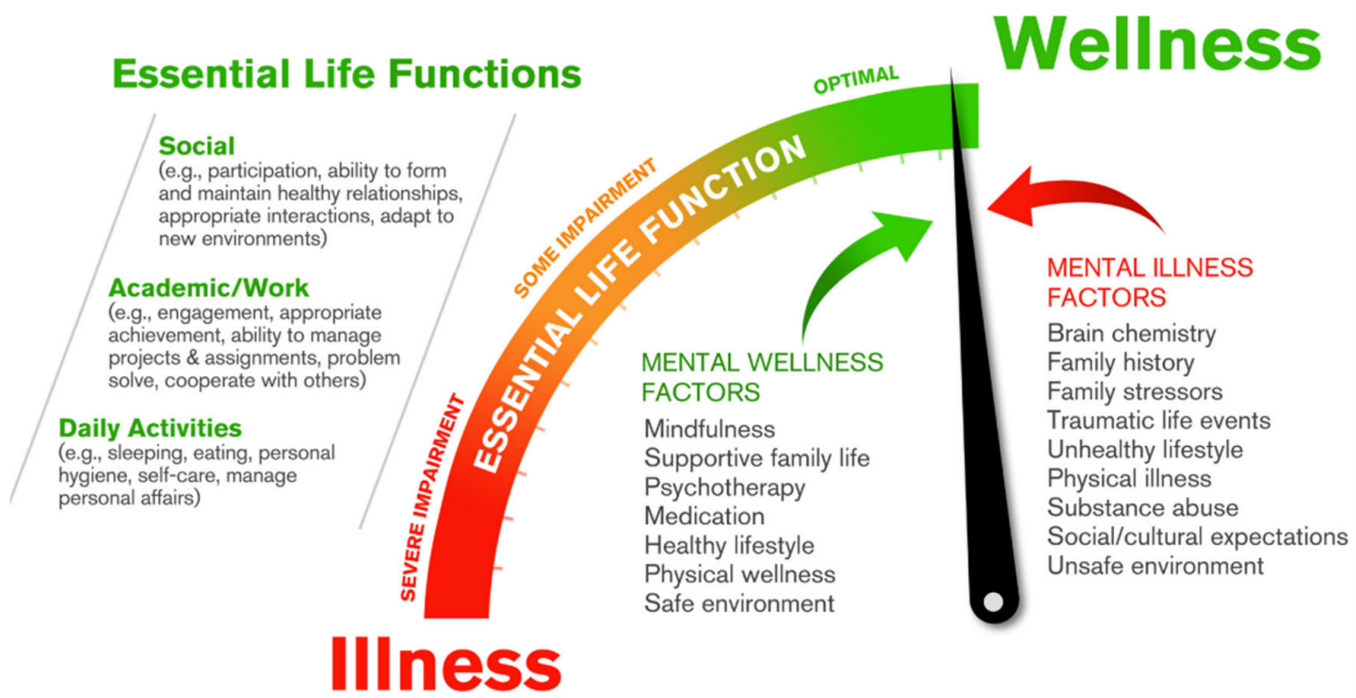 Wellness
Essential Life Functions
Social
(e.g., participation, ability to form
and maintain healthy relationships,
appropriate interactions, adapt to
new environments)
Academic/Work
(e.g., engagement, appropriate
achievement, ability to manage
projects & assignments, problem
solve, cooperate with others)
Daily Activities
(e.g., sleeping, eating, personal
hygiene, self-care, manage
personal affairs)
OPTIMAL
SOME IMPAIRMENT
SEVERE IMPAIRMENT
ESSENTIAL LIFE FUNCTION
MENTAL WELLNESS
FACTORS
Mindfulness
Supportive family life
Psychotherapy
Medication
Healthy lifestyle
Physical wellness
Safe environment
MENTAL ILLNESS
FACTORS
Brain chemistry
Family history
Family stressors
Traumatic life events
Unhealthy lifestyle
Physical illness
Substance abuse
Social/cultural expectations
Unsafe environment
Illness